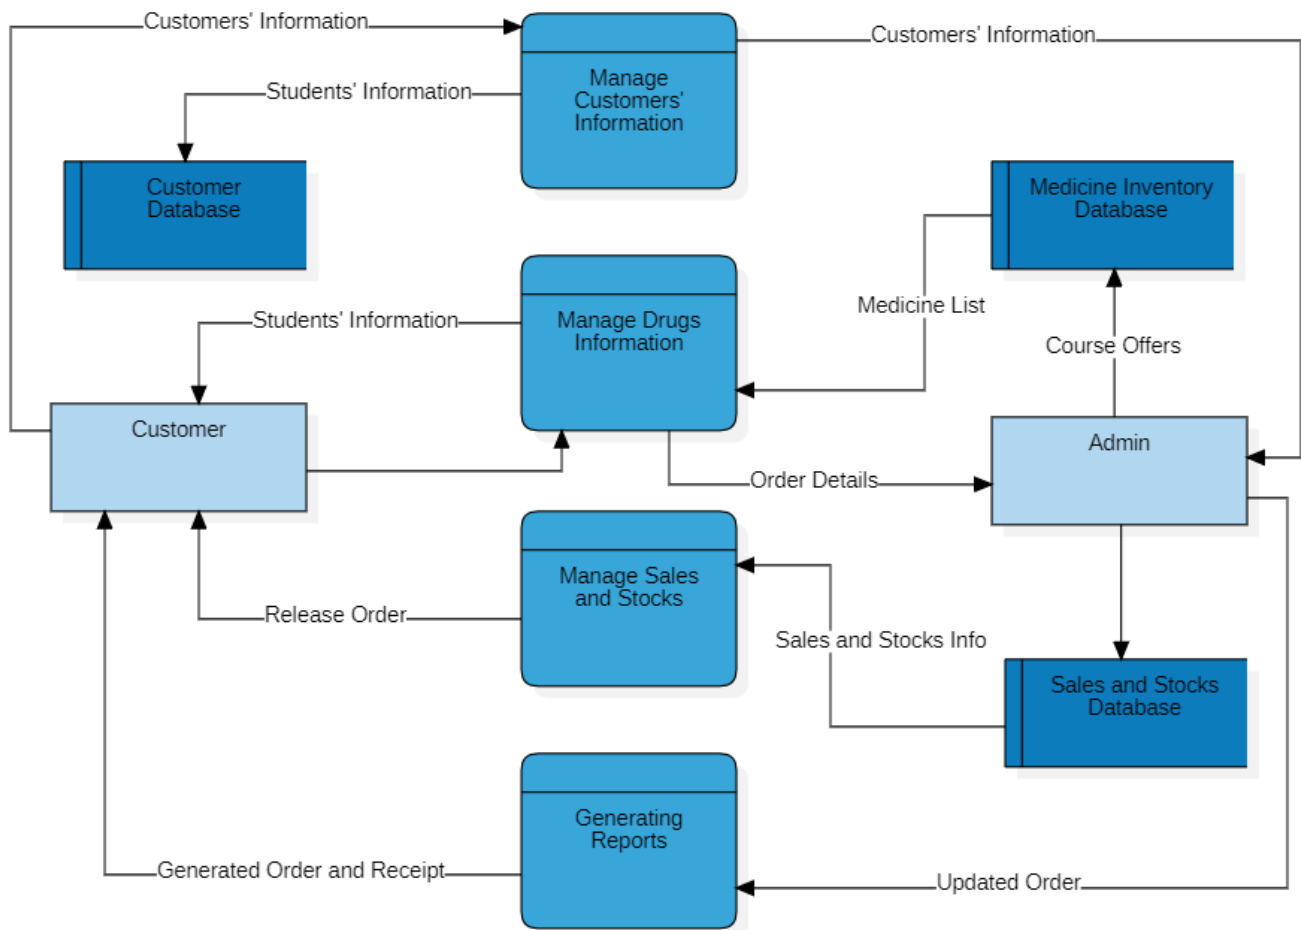 Customers' Information
Customers' Information
Manage
Customers'
Information
Students' Information
Customer
Database
Medicine Inventory
Database
Medicine List
Students' Information
Manage Drugs
Information
Course Offers
Customer
Admin
Order Details
Manage Sales
and Stocks
Release Order
Sales and Stocks Info
Sales and Stocks
Database
Generating
Reports
Generated Order and Receipt
Updated Order